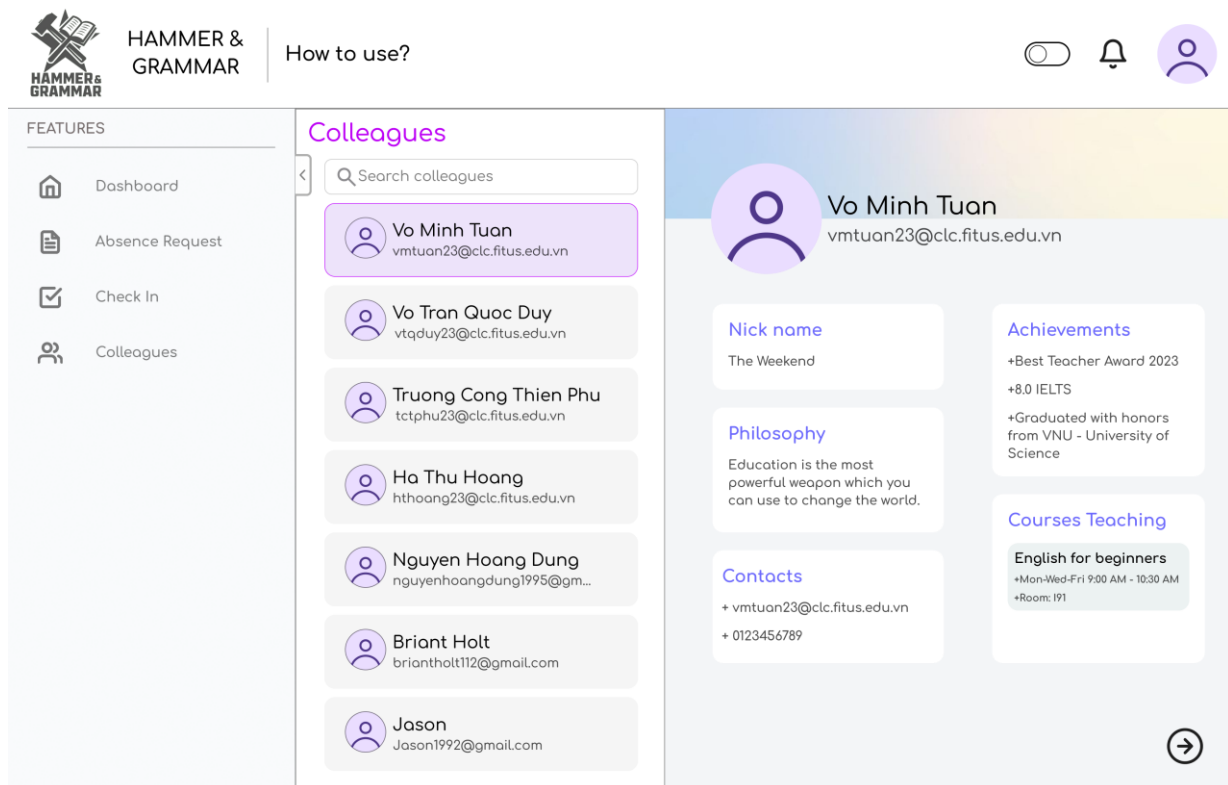 HAMMER&
GRAMMAR
HAMMER &
GRAMMAR
How to use?
FEATURES
Dashboard
Absence Request
Check In
Colleagues
Colleagues
Search colleagues
Vo Minh Tuan
vmtuan23@clc.fitus.edu.vn
Vo Tran Quoc Duy
vtqduy23@clc.fitus.edu.vn
Truong Cong Thien Phu
tctphu23@clc.fitus.edu.vn
Ha Thu Hoang
hthoang23@clc.fitus.edu.vn
Nguyen Hoang Dung
nguyenhoangdung1995@gm...
Briant Holt
briantholt112@gmail.com
Jason
Jason1992@gmail.com
Vo Minh Tuan
vmtuan23@clc.fitus.edu.vn
Nick name
The Weekend
Philosophy
Education is the most
powerful weapon which you
can use to change the world.
Contacts
+ vmtuan23@clc.fitus.edu.vn
+ 0123456789
Achievements
+Best Teacher Award 2023
+8.0 IELTS
+Graduated with honors
from VNU - University of
Science
Courses Teaching
English for beginners
+Mon-Wed-Fri 9:00 AM - 10:30 AM
+Room: I91